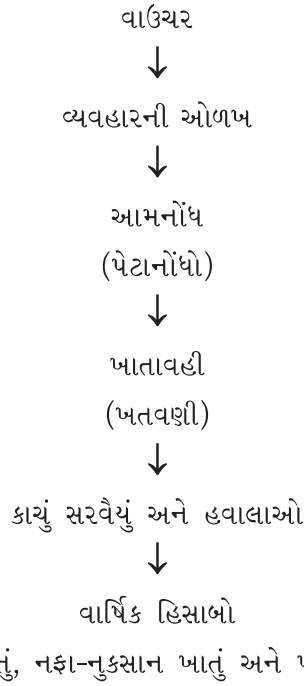 વાઉચર
↓
વ્યવહારની ઓળખ
↓
આમનોંધ
(પેટાનોંધો)
↓
ખાતાવહી
(ખતવણી)
↓
કાચું સરવૈયું અને હવાલાઓ
↓
વાર્ષિક હિસાબો
નફા-નુકસાન ખાતું અને